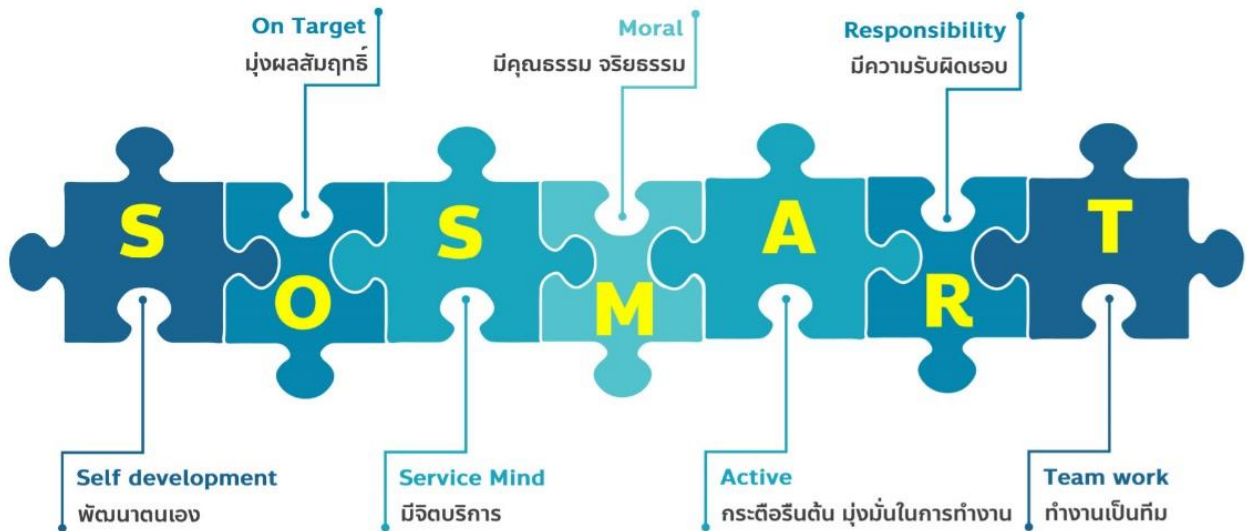 On Target
มุ่งผลสัมฤทธิ์
Moral
มีคุณธรรม จริยธรรม
Responsibility
มีความรับผิดชอบ
S
O
S
M
A
R
T
Self development
พัฒนาตนเอง
Service Mind
มีจิตบริการ
Active
กระตือรืนต้น มุ่งมั่นในการทำงาน
Team work
ทำงานเป็นทีม